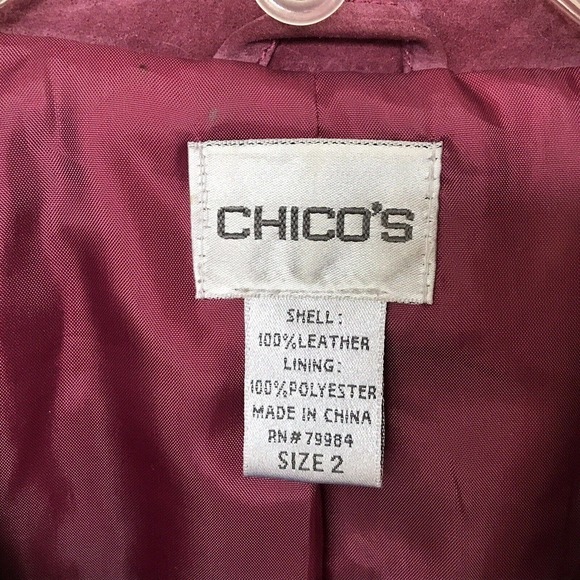 CHICO'S
SHELL:
100%LEATHER
LINING:
100%POLYESTER
MADE IN CHINA
RN#79984
SIZE 2